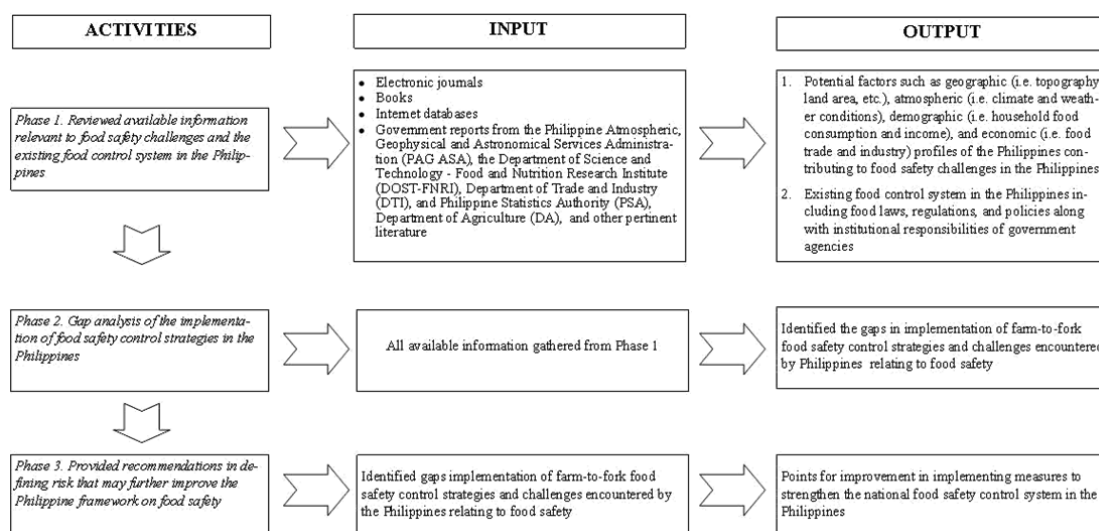 ACTIVITIES
INPUT
OUTPUT
Phase 1. Reviewed available information
relevant to food safety challenges and the
existing food control system in the Philip-
pines
• Electronic journals
• Books
• Internet databases
• Government reports from the Philippine Atmospheric,
Geophysical and Astronomical Services Administra-
tion (PAG ASA), the Department of Science and
Technology - Food and Nutrition Research Institute
(DOST-FNRI), Department of Trade and Industry
(DTI), and Philippine Statistics Authority (PSA),
Department of Agriculture (DA), and other pertinent
literature
1. Potential factors such as geographic (i.e. topography
land area, etc.), atmospheric (i.e. climate and weath-
er conditions), demographic (i.e. household food
consumption and income), and economic (i.e. food
trade and industry) profiles of the Philippines con-
tributing to food safety challenges in the Philippines
2. Existing food control system in the Philippines in-
cluding food laws, regulations, and policies along
with institutional responsibilities of government
agencies
Phase 2. Gap analysis of the implementa-
tion of food safety control strategies in the
Philippines
All available information gathered from Phase 1
Identified the gaps in implementation of farm-to-fork
food safety control strategies and challenges encountered
by Philippines relating to food safety
Phase 3. Provided recommendations in de-
fining risk that may further improve the
Philippine framework on food safety
Identified gaps implementation of farm-to-fork food
safety control strategies and challenges encountered by
the Philippines relating to food safety
Points for improvement in implementing measures to
strengthen the national food safety control system in the
Philippines